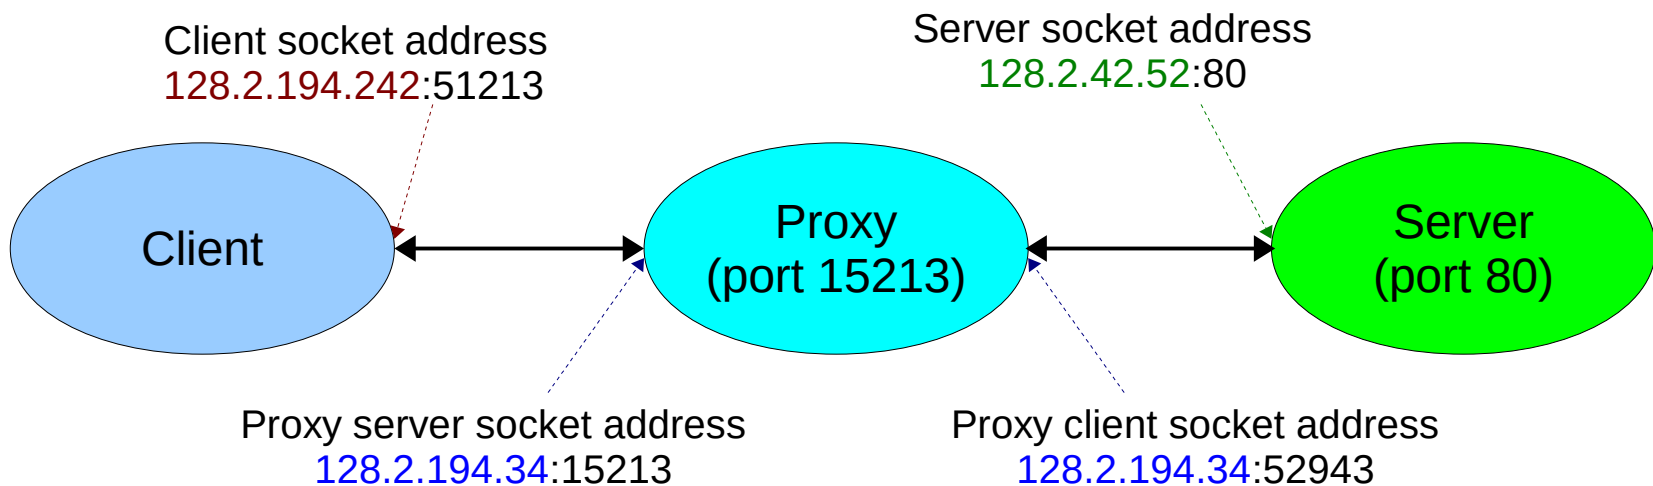 Client socket address
128.2.194.242:51213
Server socket address
128.2.42.52:80
Client
Proxy
(port 15213)
Server
(port 80)
Proxy server socket address
128.2.194.34:15213
Proxy client socket address
128.2.194.34:52943